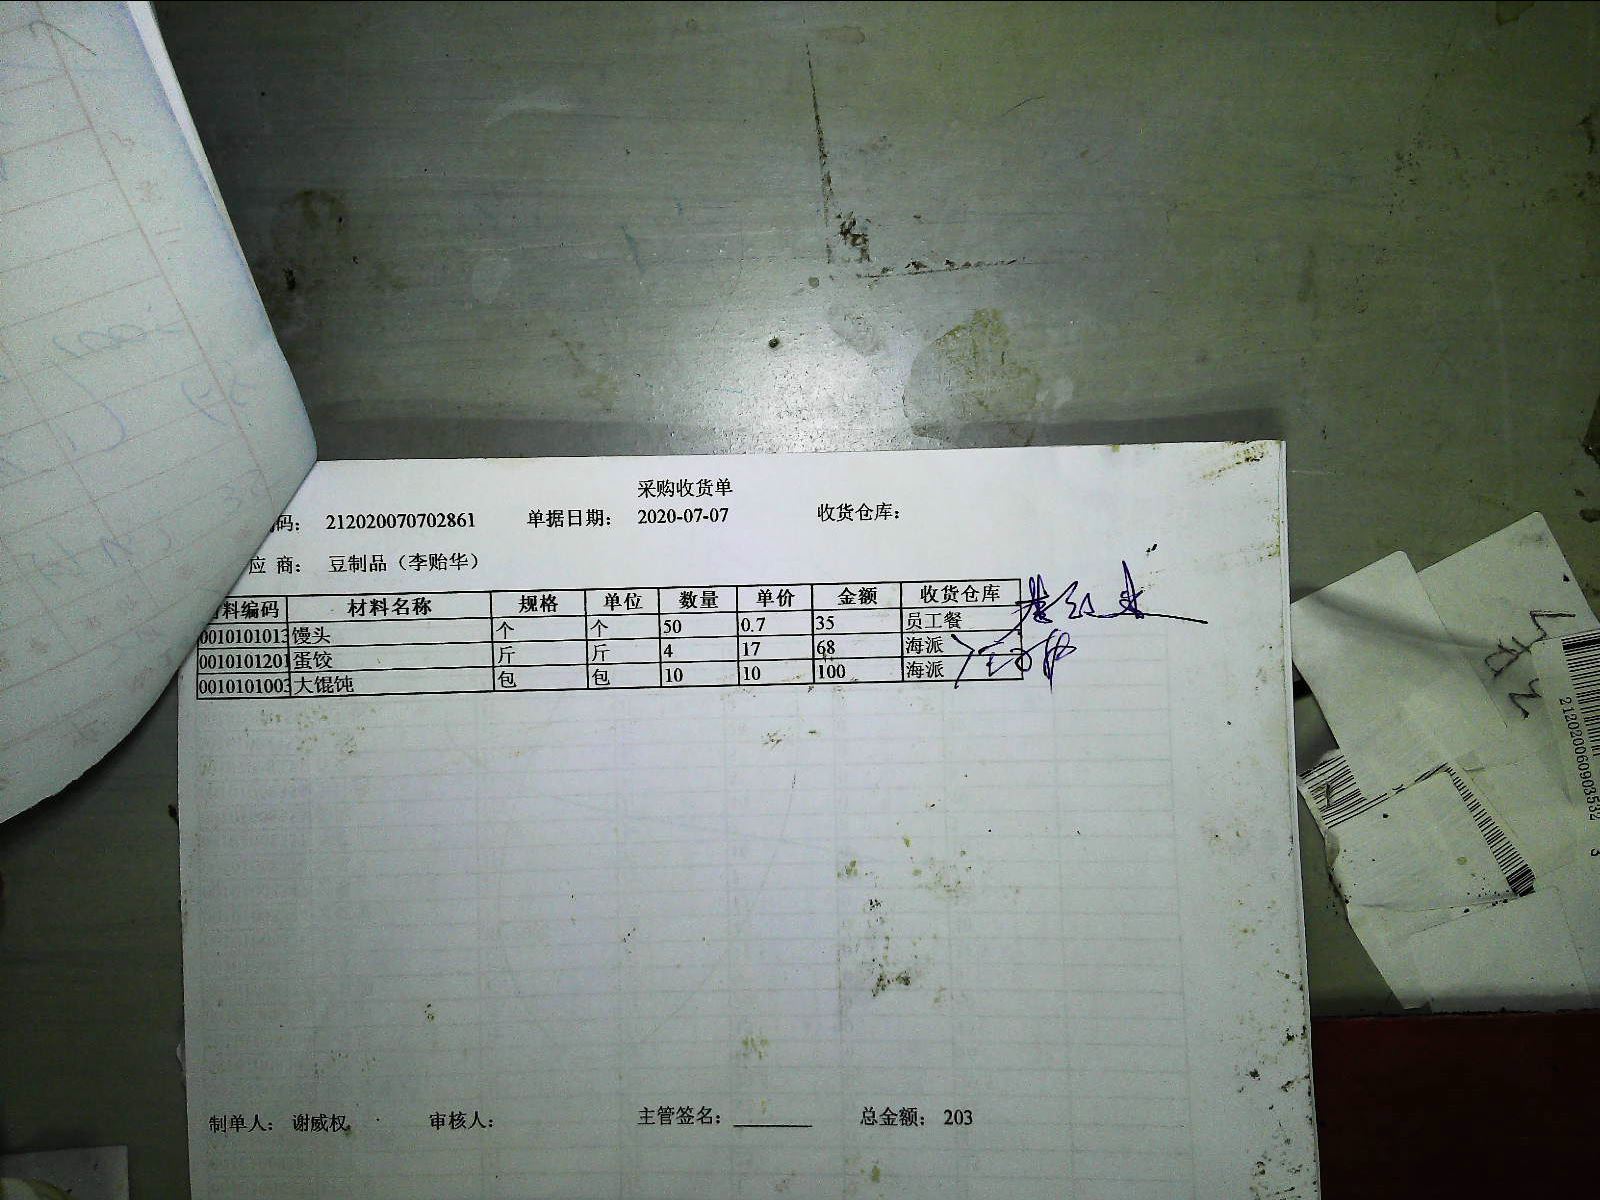 采购收货单
码： 212020070702861 单据日期： 2020-07-07 收货仓库：
应 商： 豆制品（李贻华）
料编码 材料名称 规格 单位 数量 单价 金额 收货仓库
0010101013 馒头 个 个 50 0.7 35 员工餐
0010101201 蛋饺 斤 斤 4 17 68 海派
0010101003 大馄饨 包 包 10 10 100 海派
制单人： 谢威权 审核人： 主管签名： 总金额： 203
212020060903532
3